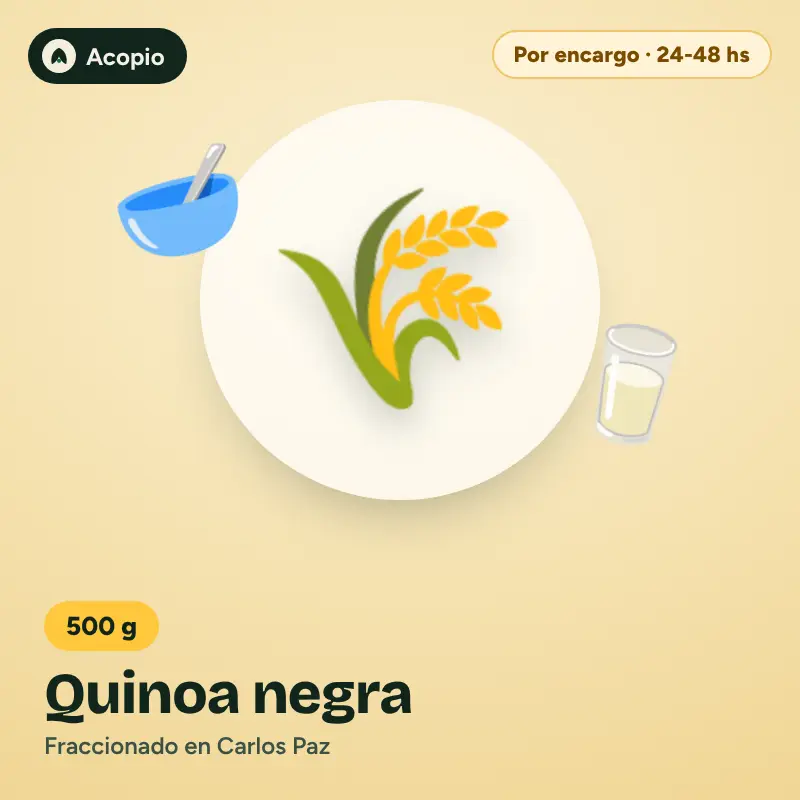 Acopio
Por encargo · 24-48 hs
500 g
Quinoa negra
Fraccionado en Carlos Paz